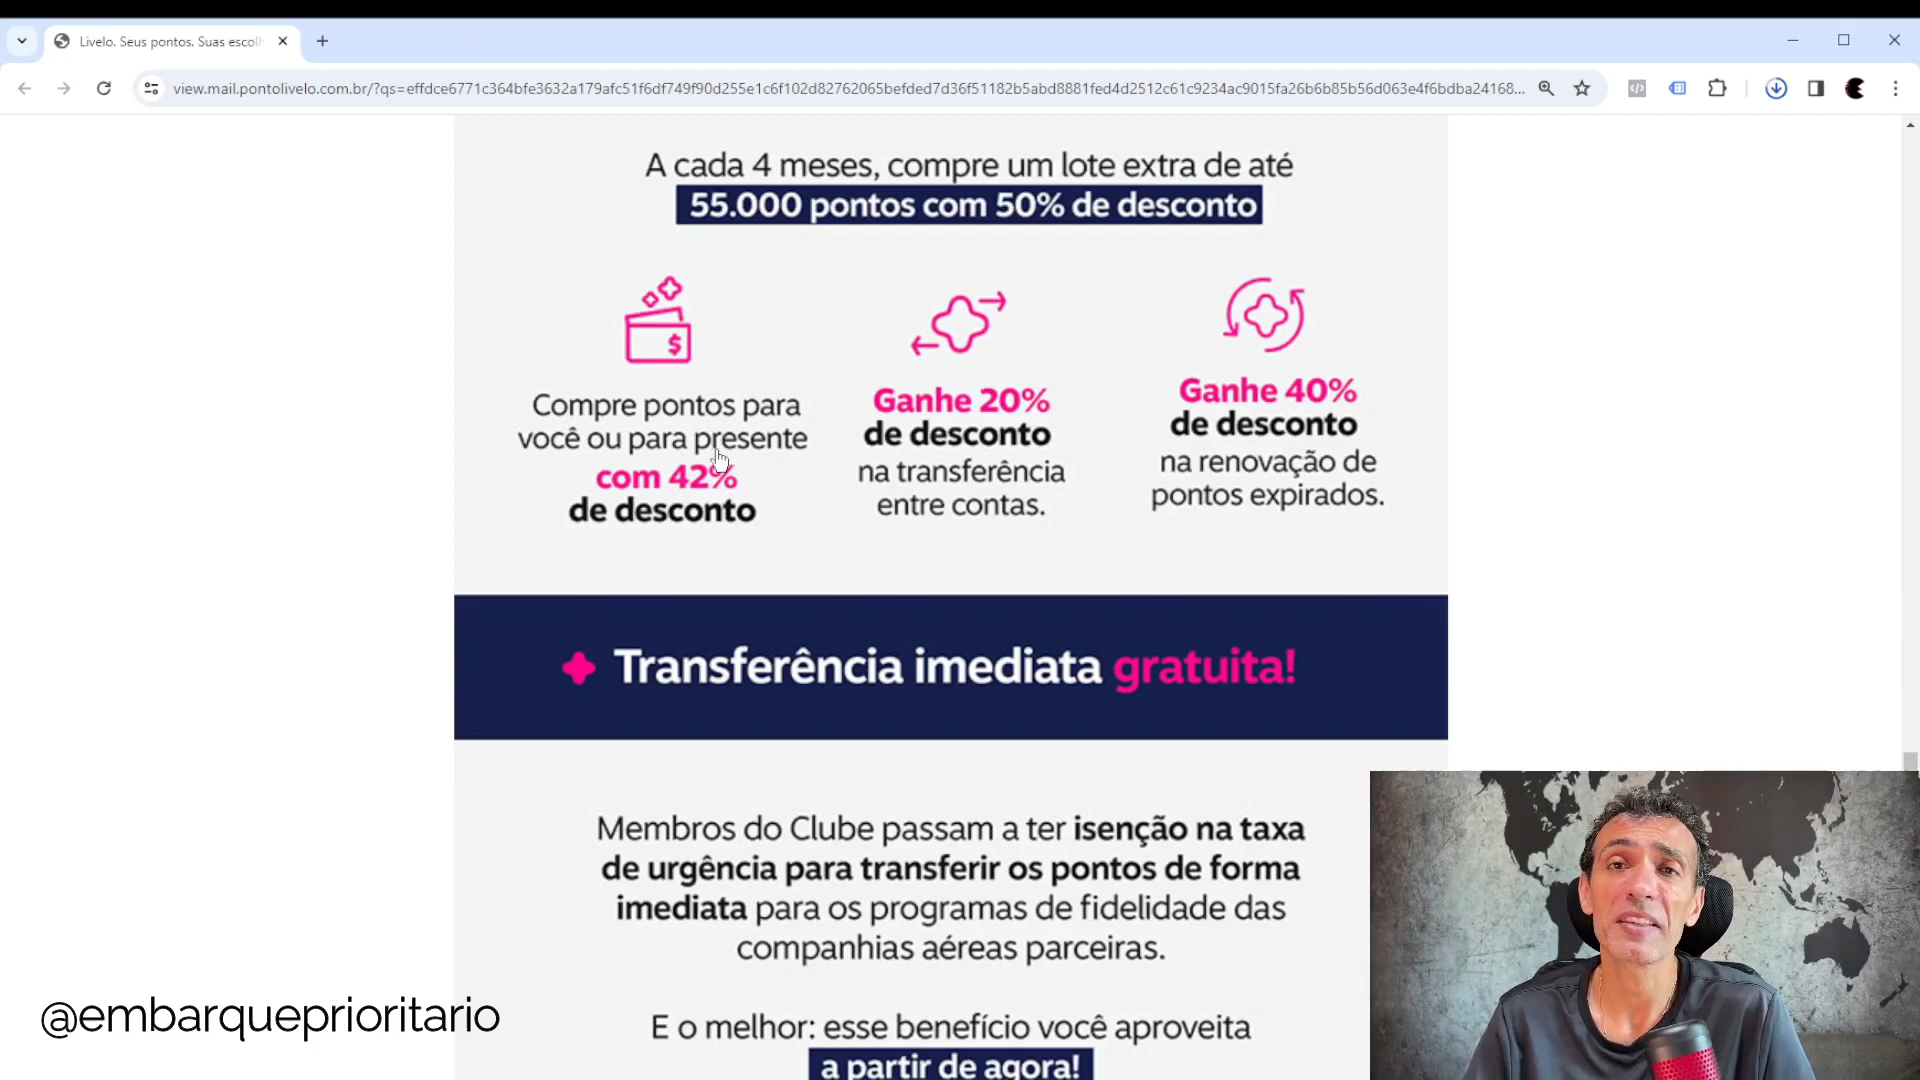 Livelo. Seus pontos. Suas escolh
view.mail.pontolivelo.com.br/?qs=effdce6771c364bfe3632a179afc51f6df749f90d255e1c6f102d82762065befded7d36f51182b5abd8881fed4d2512c61c9234ac9015fa26b6b85b56d063e4f6bdba24168...
A cada 4 meses, compre um lote extra de até
55.000 pontos com 50% de desconto
$
Compre pontos para
você ou para presente
com 42%
de desconto
Ganhe 20%
de desconto
na transferência
entre contas.
Ganhe 40%
de desconto
na renovação de
pontos expirados.
Transferência imediata gratuita!
Membros do Clube passam a ter isenção na taxa
de urgência para transferir os pontos de forma
imediata para os programas de fidelidade das
companhias aéreas parceiras.
E o melhor: esse benefício você aproveita
a partir de agora!
@embarqueprioritario